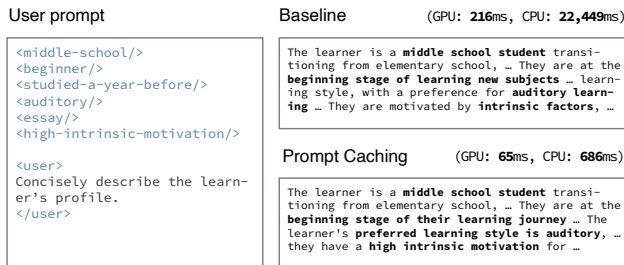 User prompt
<middle-school/>
<beginner/>
<studied-a-year-before/>
<auditory/>
<essay/>
<high-intrinsic-motivation/>
<user>
Concisely describe the learn-
er's profile.
</user>
Baseline (GPU: 216ms, CPU: 22,449ms)
The learner is a middle school student transi-
tioning from elementary school, … They are at the
beginning stage of learning new subjects … learn-
ing style, with a preference for auditory learn-
ing … They are motivated by intrinsic factors, …
Prompt Caching (GPU: 65ms, CPU: 686ms)
The learner is a middle school student transi-
tioning from elementary school, … They are at the
beginning stage of their learning journey … The
learner's preferred learning style is auditory, …
they have a high intrinsic motivation for …